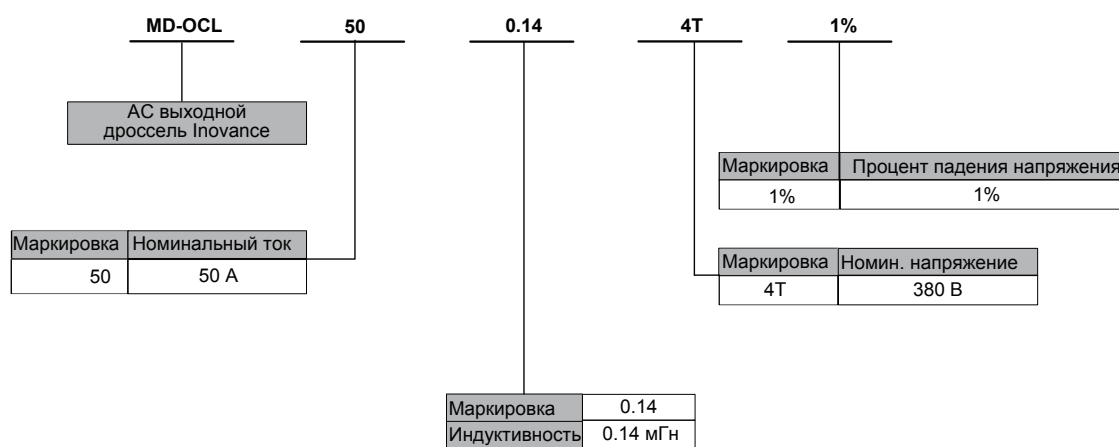 MD-OCL 50 0.14 4T 1%
АС выходной
дроссель Inovance
Маркировка Процент падения напряжения
1% 1%
Маркировка Номинальный ток
50 50 А
Маркировка Номин. напряжение
4T 380 В
Маркировка 0.14
Индуктивность 0.14 мГн